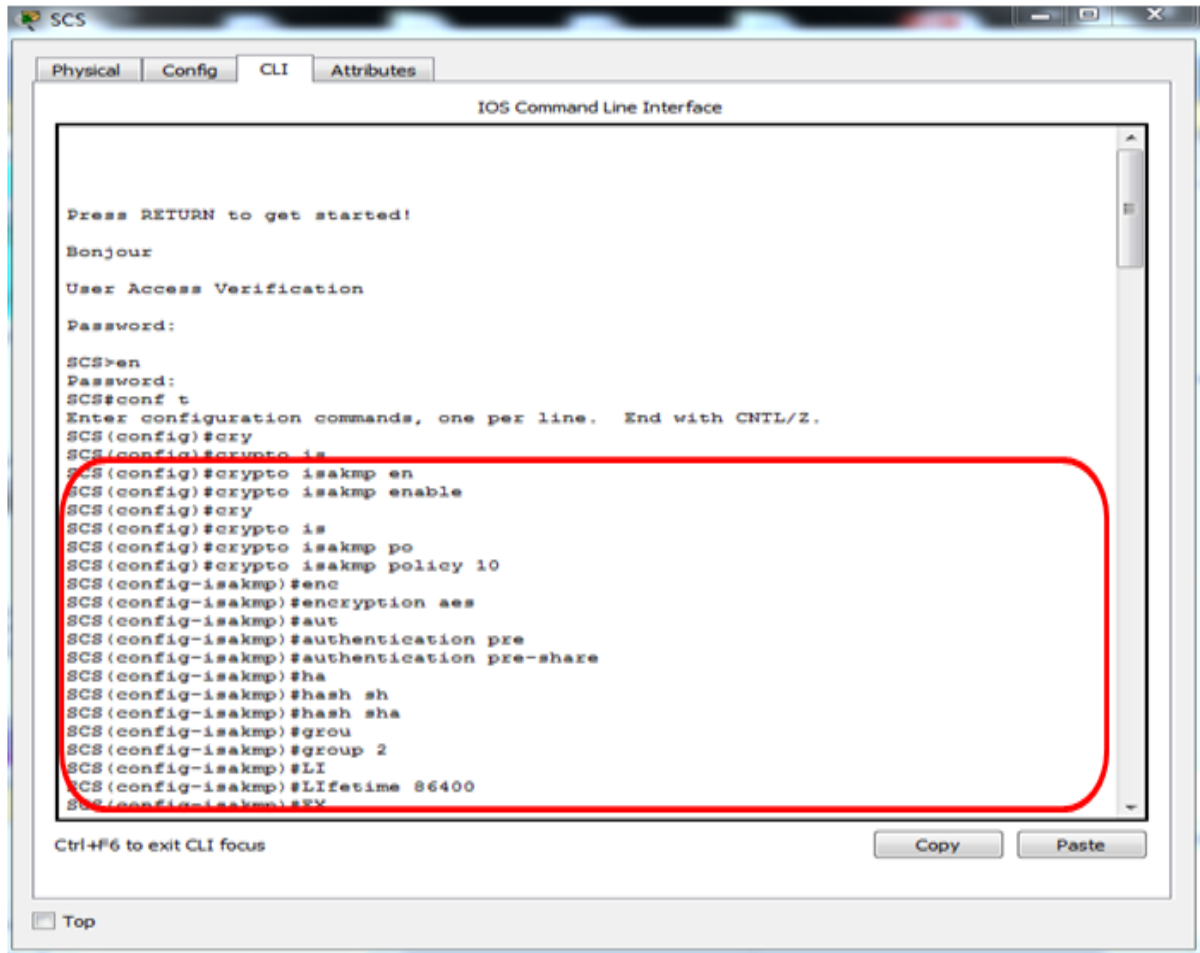 SCS
Physical Config CLI Attributes
IOS Command Line Interface
Press RETURN to get started!
Bonjour
User Access Verification
Password:
SCS>en
Password:
SCS#conf t
Enter configuration commands, one per line.  End with CNTL/Z.
SCS(config)#cry
SCS(config)#crypto is
SCS(config)#crypto isakmp en
SCS(config)#crypto isakmp enable
SCS(config)#cry
SCS(config)#crypto is
SCS(config)#crypto isakmp po
SCS(config)#crypto isakmp policy 10
SCS(config-isakmp)#enc
SCS(config-isakmp)#encryption aes
SCS(config-isakmp)#aut
SCS(config-isakmp)#authentication pre
SCS(config-isakmp)#authentication pre-share
SCS(config-isakmp)#ha
SCS(config-isakmp)#hash sh
SCS(config-isakmp)#hash sha
SCS(config-isakmp)#grou
SCS(config-isakmp)#group 2
SCS(config-isakmp)#LI
SCS(config-isakmp)#LIfetime 86400
SCS(config-isakmp)#EX
Ctrl+F6 to exit CLI focus
Copy Paste
Top